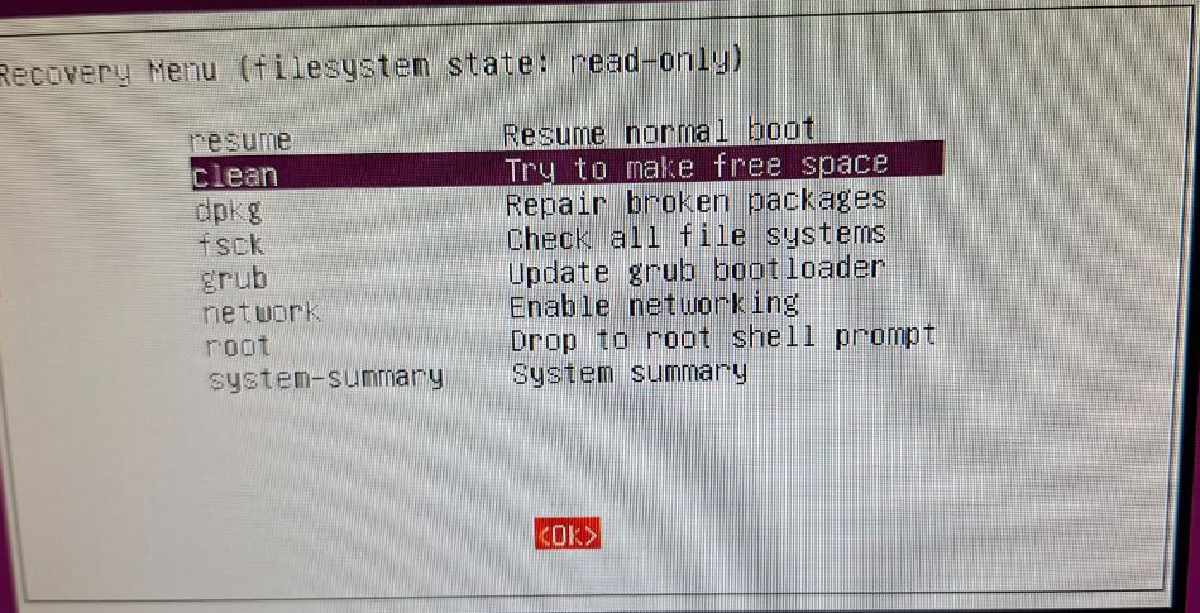 Recovery Menu (filesystem state: read-only)
resume Resume normal boot
clean Try to make free space
dpkg Repair broken packages
fsck Check all file systems
grub Update grub bootloader
network Enable networking
root Drop to root shell prompt
system-summary System summary
<Ok>